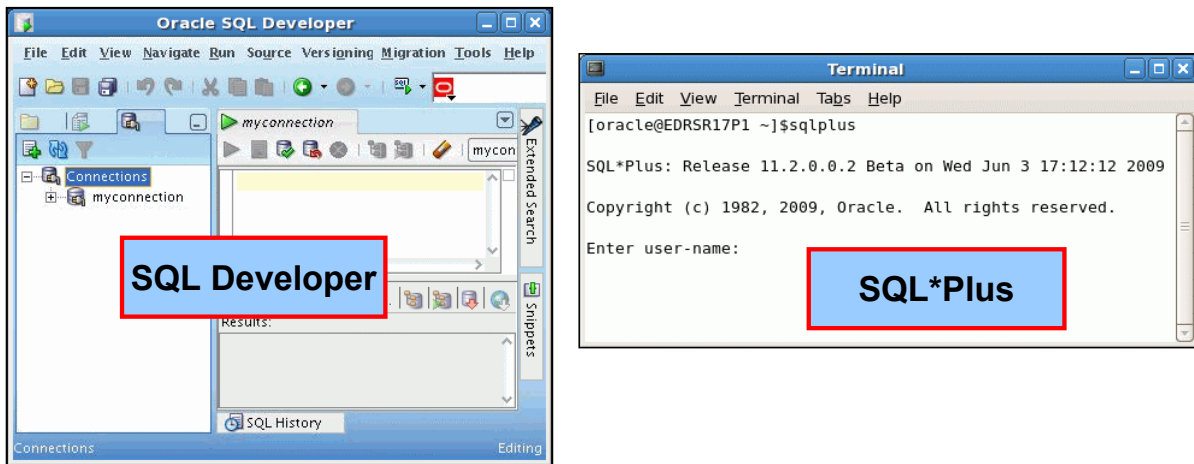 Oracle SQL Developer
File Edit View Navigate Run Source Versioning Migration Tools Help
myconnection
mycon
Connections
myconnection
Extended Search
SQL Developer
Results:
Snippets
SQL History
Connections
Editing
Terminal
File Edit View Terminal Tabs Help
[oracle@EDRSR17P1 ~]$sqlplus
SQL*Plus: Release 11.2.0.0.2 Beta on Wed Jun 3 17:12:12 2009
Copyright (c) 1982, 2009, Oracle. All rights reserved.
Enter user-name:
SQL*Plus